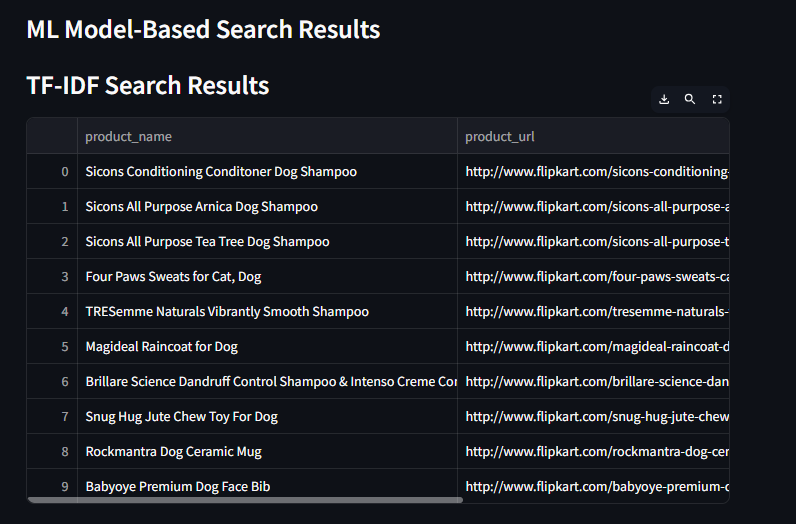 ML Model-Based Search Results
TF-IDF Search Results
product_name product_url
0 Sicons Conditioning Conditoner Dog Shampoo http://www.flipkart.com/sicons-conditioning-
1 Sicons All Purpose Arnica Dog Shampoo http://www.flipkart.com/sicons-all-purpose-a
2 Sicons All Purpose Tea Tree Dog Shampoo http://www.flipkart.com/sicons-all-purpose-t
3 Four Paws Sweats for Cat, Dog http://www.flipkart.com/four-paws-sweats-ca
4 TRESemme Naturals Vibrantly Smooth Shampoo http://www.flipkart.com/tresemme-naturals-
5 Magideal Raincoat for Dog http://www.flipkart.com/magideal-raincoat-d
6 Brillare Science Dandruff Control Shampoo & Intenso Creme Cor http://www.flipkart.com/brillare-science-dan
7 Snug Hug Jute Chew Toy For Dog http://www.flipkart.com/snug-hug-jute-chew
8 Rockmantra Dog Ceramic Mug http://www.flipkart.com/rockmantra-dog-cer
9 Babyoye Premium Dog Face Bib http://www.flipkart.com/babyoye-premium-d